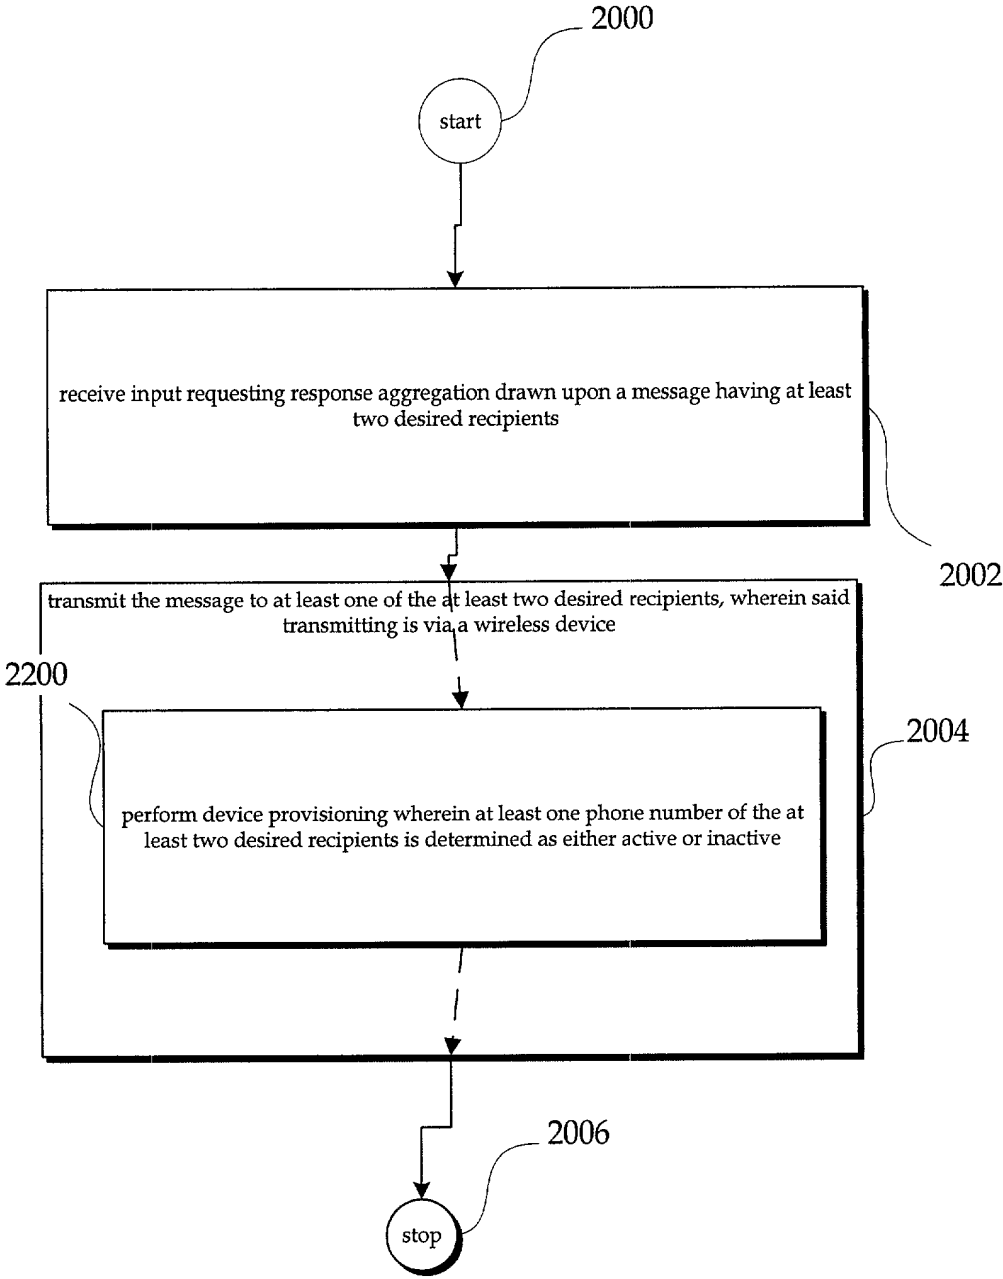 2000
start
receive input requesting response aggregation drawn upon a message having at least
two desired recipients
2002
transmit the message to at least one of the at least two desired recipients, wherein said
transmitting is via a wireless device
2200
2004
perform device provisioning wherein at least one phone number of the at
least two desired recipients is determined as either active or inactive
2006
stop